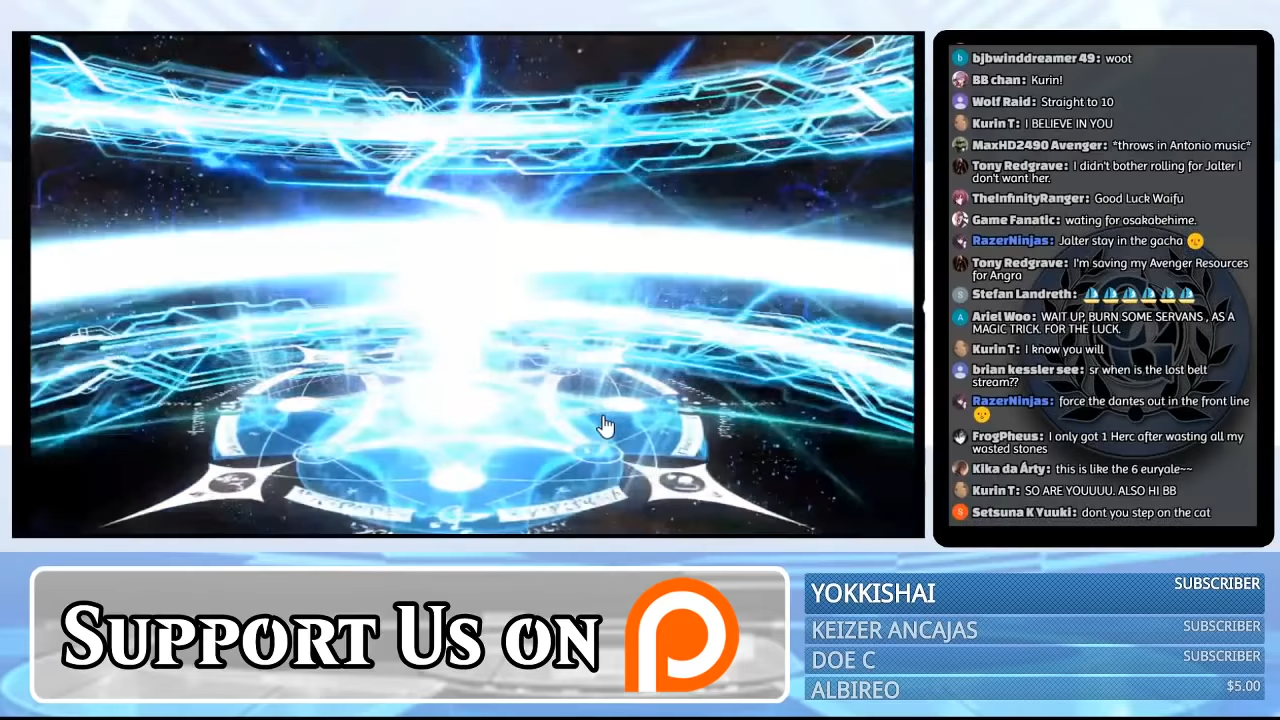 bjbwinddreamer 49: woot
BB chan: Kurin!
Wolf Raid: Straight to 10
Kurin T: I BELIEVE IN YOU
MaxHD2490 Avenger: *throws in Antonio music*
Tony Redgrave: I didn't bother rolling for Jalter I
don't want her.
TheInfinityRanger: Good Luck Waifu
Game Fanatic: wating for osakabehime.
RazerNinjas: Jalter stay in the gacha
Tony Redgrave: I'm saving my Avenger Resources
for Angra
Stefan Landreth:
Ariel Woo: WAIT UP, BURN SOME SERVANS , AS A
MAGIC TRICK. FOR THE LUCK.
Kurin T: I know you will
brian kessler see: sr when is the lost belt
stream??
RazerNinjas: force the dantes out in the front line
FrogPheus: I only got 1 Herc after wasting all my
wasted stones
Kika da Árty: this is like the 6 euryale~~
Kurin T: SO ARE YOUUUU. ALSO HI BB
Setsuna K Yuuki: dont you step on the cat
Support Us on
YOKKISHAI SUBSCRIBER
KEIZER ANCAJAS SUBSCRIBER
DOE C SUBSCRIBER
ALBIREO $5.00